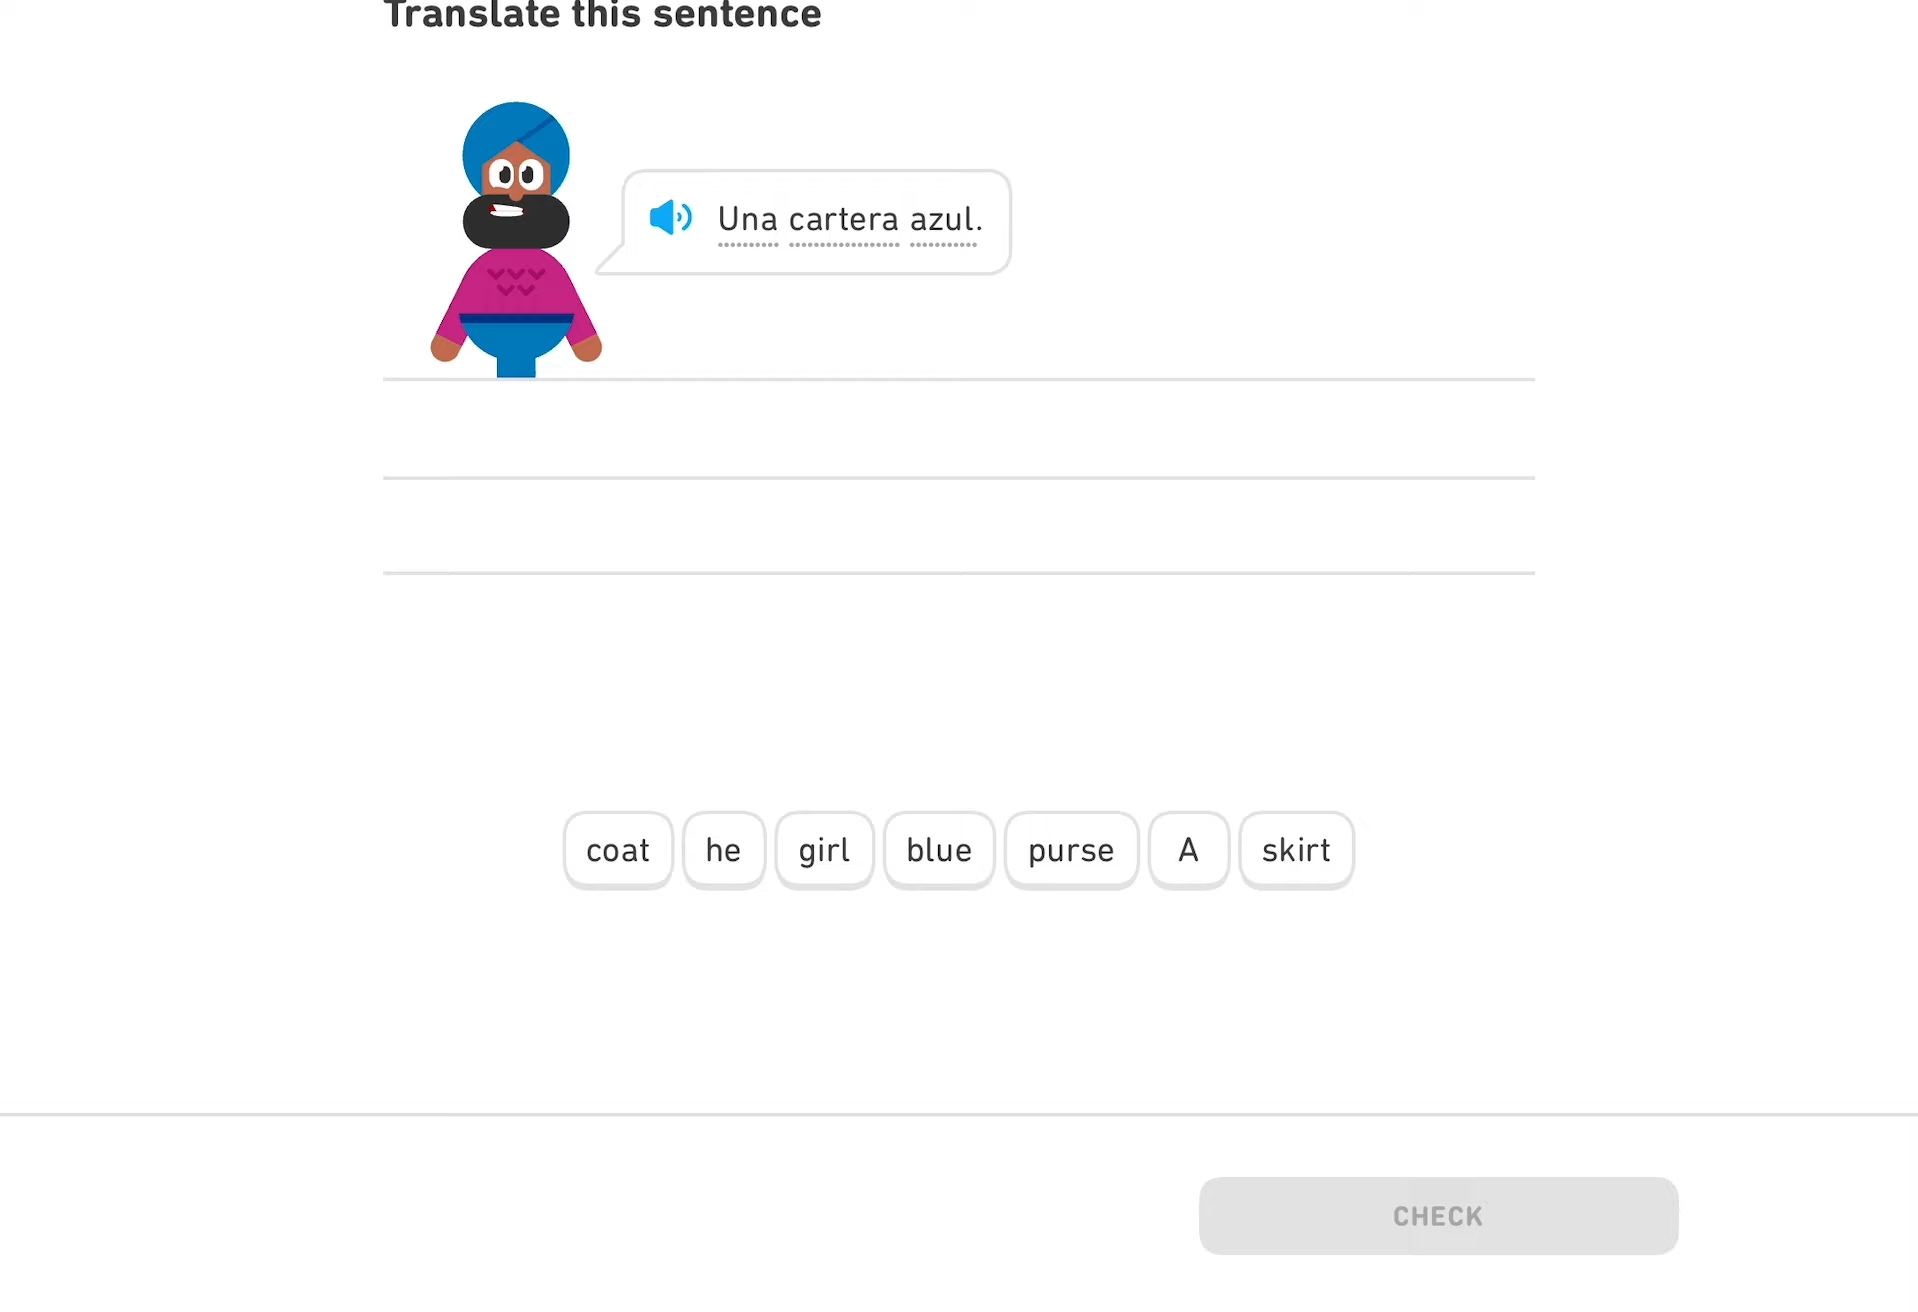 Translate this sentence
Una cartera azul.
coat he girl blue purse A skirt
CHECK